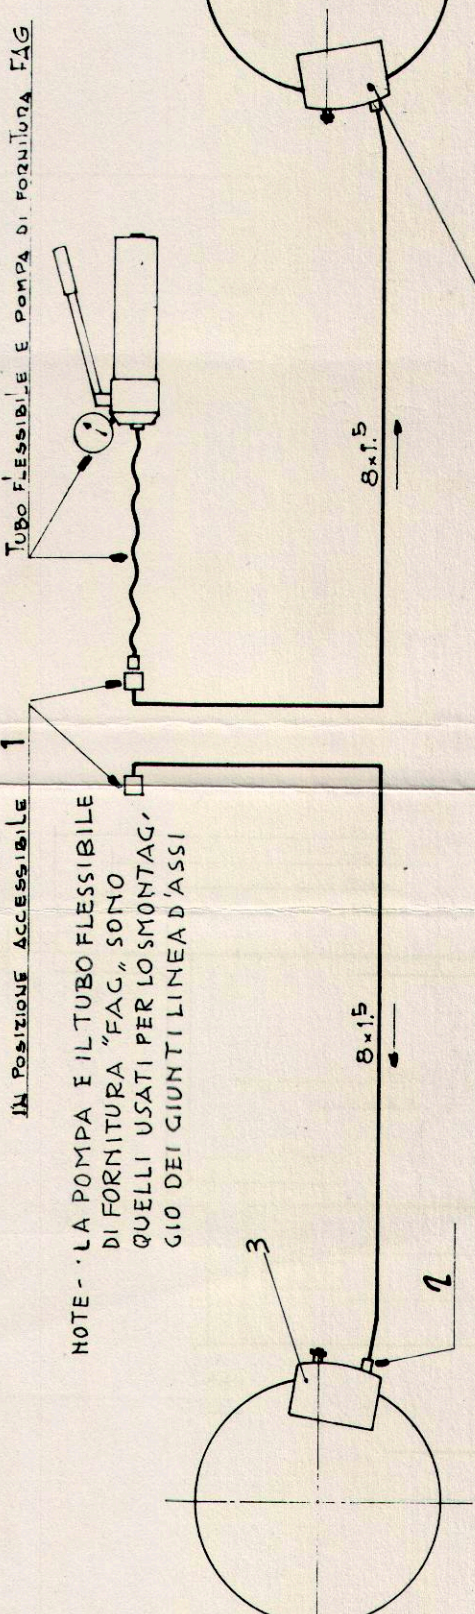 TUBO FLESSIBILE E POMPA DI FORNITURA FAG
IN POSIZIONE ACCESSIBILE
1
NOTE - LA POMPA E IL TUBO FLESSIBILE
DI FORNITURA "FAG„ SONO
QUELLI USATI PER LO SMONTAG-
GIO DEI GIUNTI LINEA D'ASSI
8×1.5
8×1.5
3
2